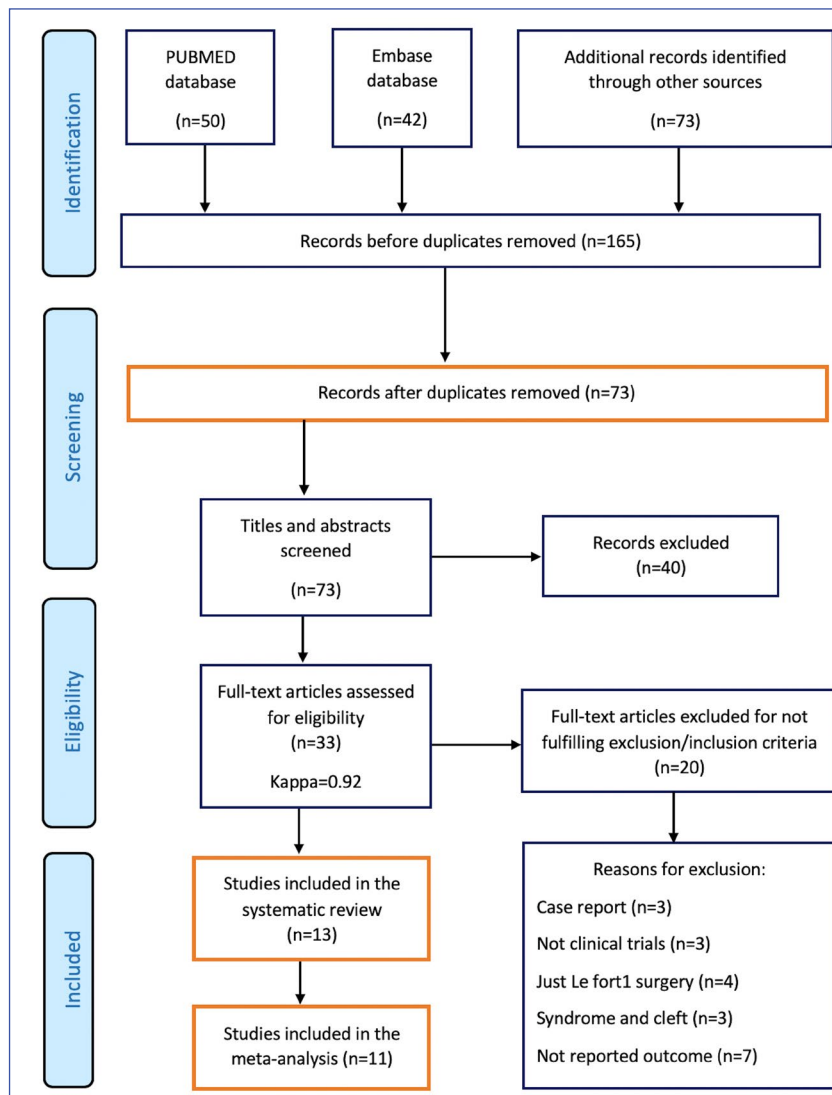 Identification
PUBMED
database
(n=50)
Embase
database
(n=42)
Additional records identified
through other sources
(n=73)
Records before duplicates removed (n=165)
Screening
Records after duplicates removed (n=73)
Titles and abstracts
screened
(n=73)
Records excluded
(n=40)
Eligibility
Full-text articles assessed
for eligibility
(n=33)
Kappa=0.92
Full-text articles excluded for not
fulfilling exclusion/inclusion criteria
(n=20)
Included
Studies included in the
systematic review
(n=13)
Studies included in the
meta-analysis (n=11)
Reasons for exclusion:
Case report (n=3)
Not clinical trials (n=3)
Just Le fort1 surgery (n=4)
Syndrome and cleft (n=3)
Not reported outcome (n=7)